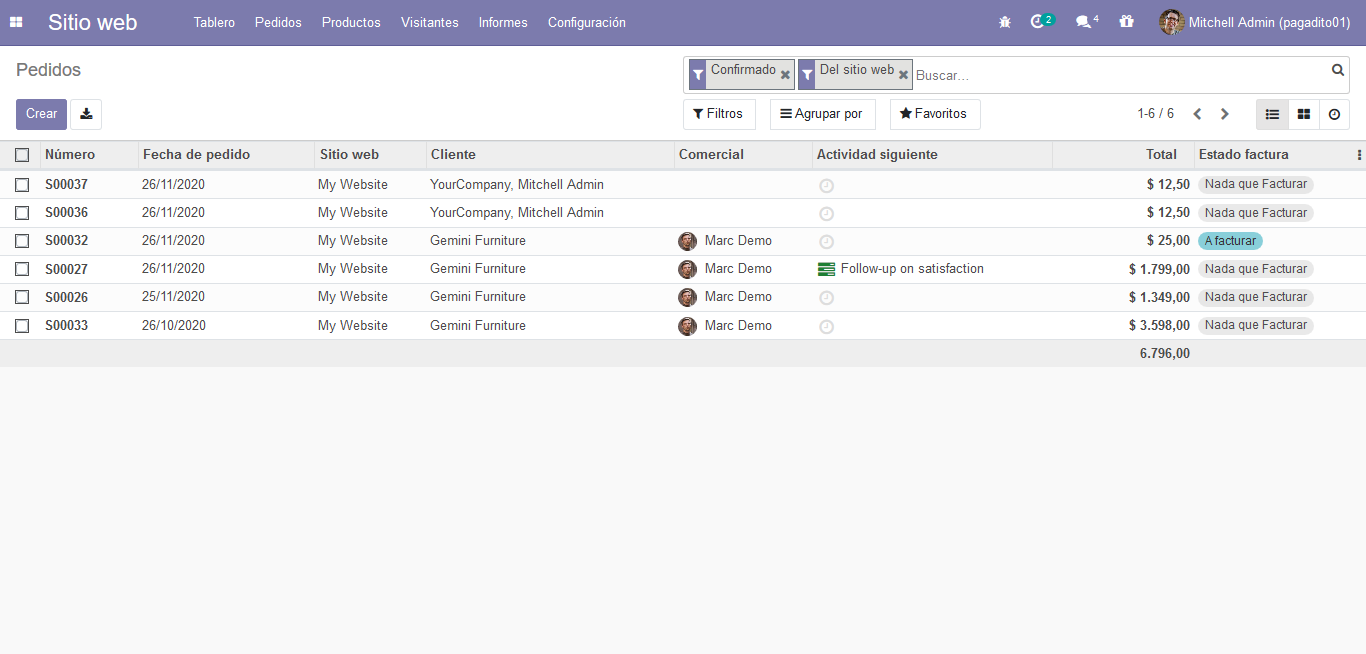 Sitio web Tablero Pedidos Productos Visitantes Informes Configuración 2 4 Mitchell Admin (pagadito01)
Pedidos Confirmado Del sitio web Buscar...
Crear Filtros Agrupar por Favoritos 1-6 / 6
Número Fecha de pedido Sitio web Cliente Comercial Actividad siguiente Total Estado factura
S00037 26/11/2020 My Website YourCompany, Mitchell Admin $ 12,50 Nada que Facturar
S00036 26/11/2020 My Website YourCompany, Mitchell Admin $ 12,50 Nada que Facturar
S00032 26/11/2020 My Website Gemini Furniture Marc Demo $ 25,00 A facturar
S00027 26/11/2020 My Website Gemini Furniture Marc Demo Follow-up on satisfaction $ 1.799,00 Nada que Facturar
S00026 25/11/2020 My Website Gemini Furniture Marc Demo $ 1.349,00 Nada que Facturar
S00033 26/10/2020 My Website Gemini Furniture Marc Demo $ 3.598,00 Nada que Facturar
6.796,00